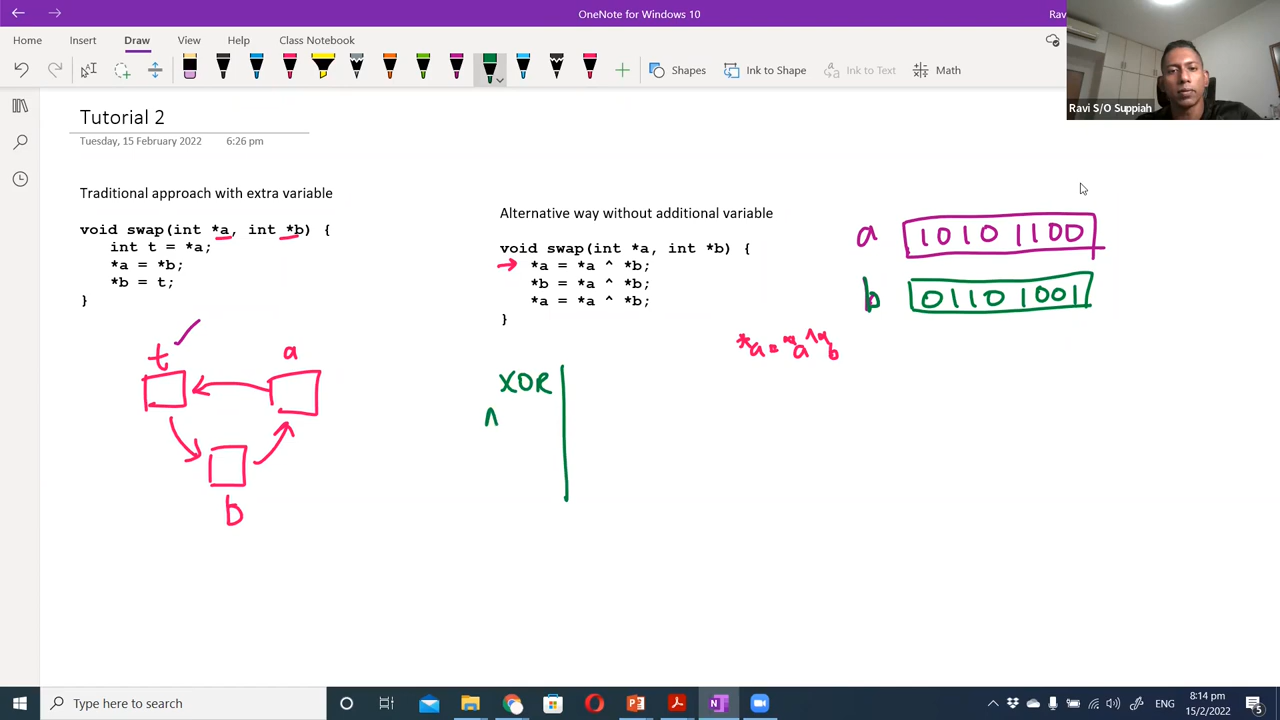 OneNote for Windows 10
Ravi
Home Insert Draw View Help Class Notebook
Shapes Ink to Shape Ink to Text Math
Ravi S/O Suppiah
Tutorial 2
Tuesday, 15 February 2022 6:26 pm
Traditional approach with extra variable
void swap(int *a, int *b) {
int t = *a;
*a = *b;
*b = t;
}
t
a
b
Alternative way without additional variable
void swap(int *a, int *b) {
*a = *a ^ *b;
*b = *a ^ *b;
*a = *a ^ *b;
}
*a = *a ^ *b
XOR
^
a 1010 1100
b 0110 1001
Type here to search
8:14 pm
15/2/2022
5